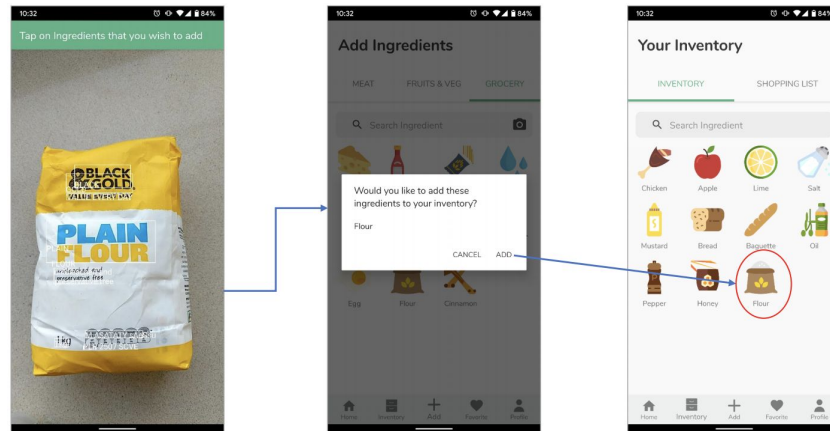 10:32
84%
Tap on Ingredients that you wish to add
BLACK
& GOLD
VALUE EVERY DAY
PLAIN
FLOUR
unbleached and
preservative free
1kg
10:32
84%
Add Ingredients
MEAT FRUITS & VEG GROCERY
Search Ingredient
Would you like to add these
ingredients to your inventory?
Flour
CANCEL ADD
Egg Flour Cinnamon
Home Inventory Add Favorite Profile
10:32
84%
Your Inventory
INVENTORY SHOPPING LIST
Search Ingredient
Chicken Apple Lime Salt
Mustard Bread Baguette Oil
Pepper Honey Flour
Home Inventory Add Favorite Profile